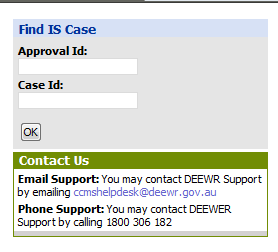 Find IS Case
Approval Id:
Case Id:
OK
Contact Us
Email Support: You may contact DEEWR Support
by emailing ccmshelpdesk@deewr.gov.au
Phone Support: You may contact DEEWER
Support by calling 1800 306 182